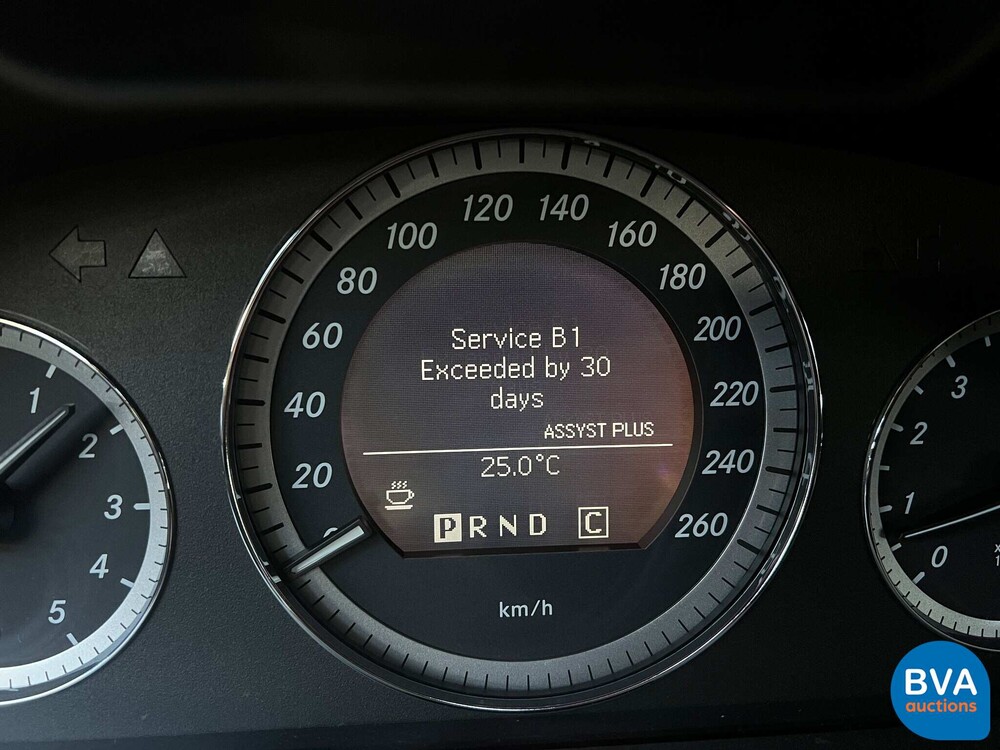 120 140
100 160
80 180
60 200
40 220
20 240
260
Service B1
Exceeded by 30
days
ASSYST PLUS
25.0°C
P R N D C
km/h
1
2
3
4
5
3
2
1
0
BVA
auctions